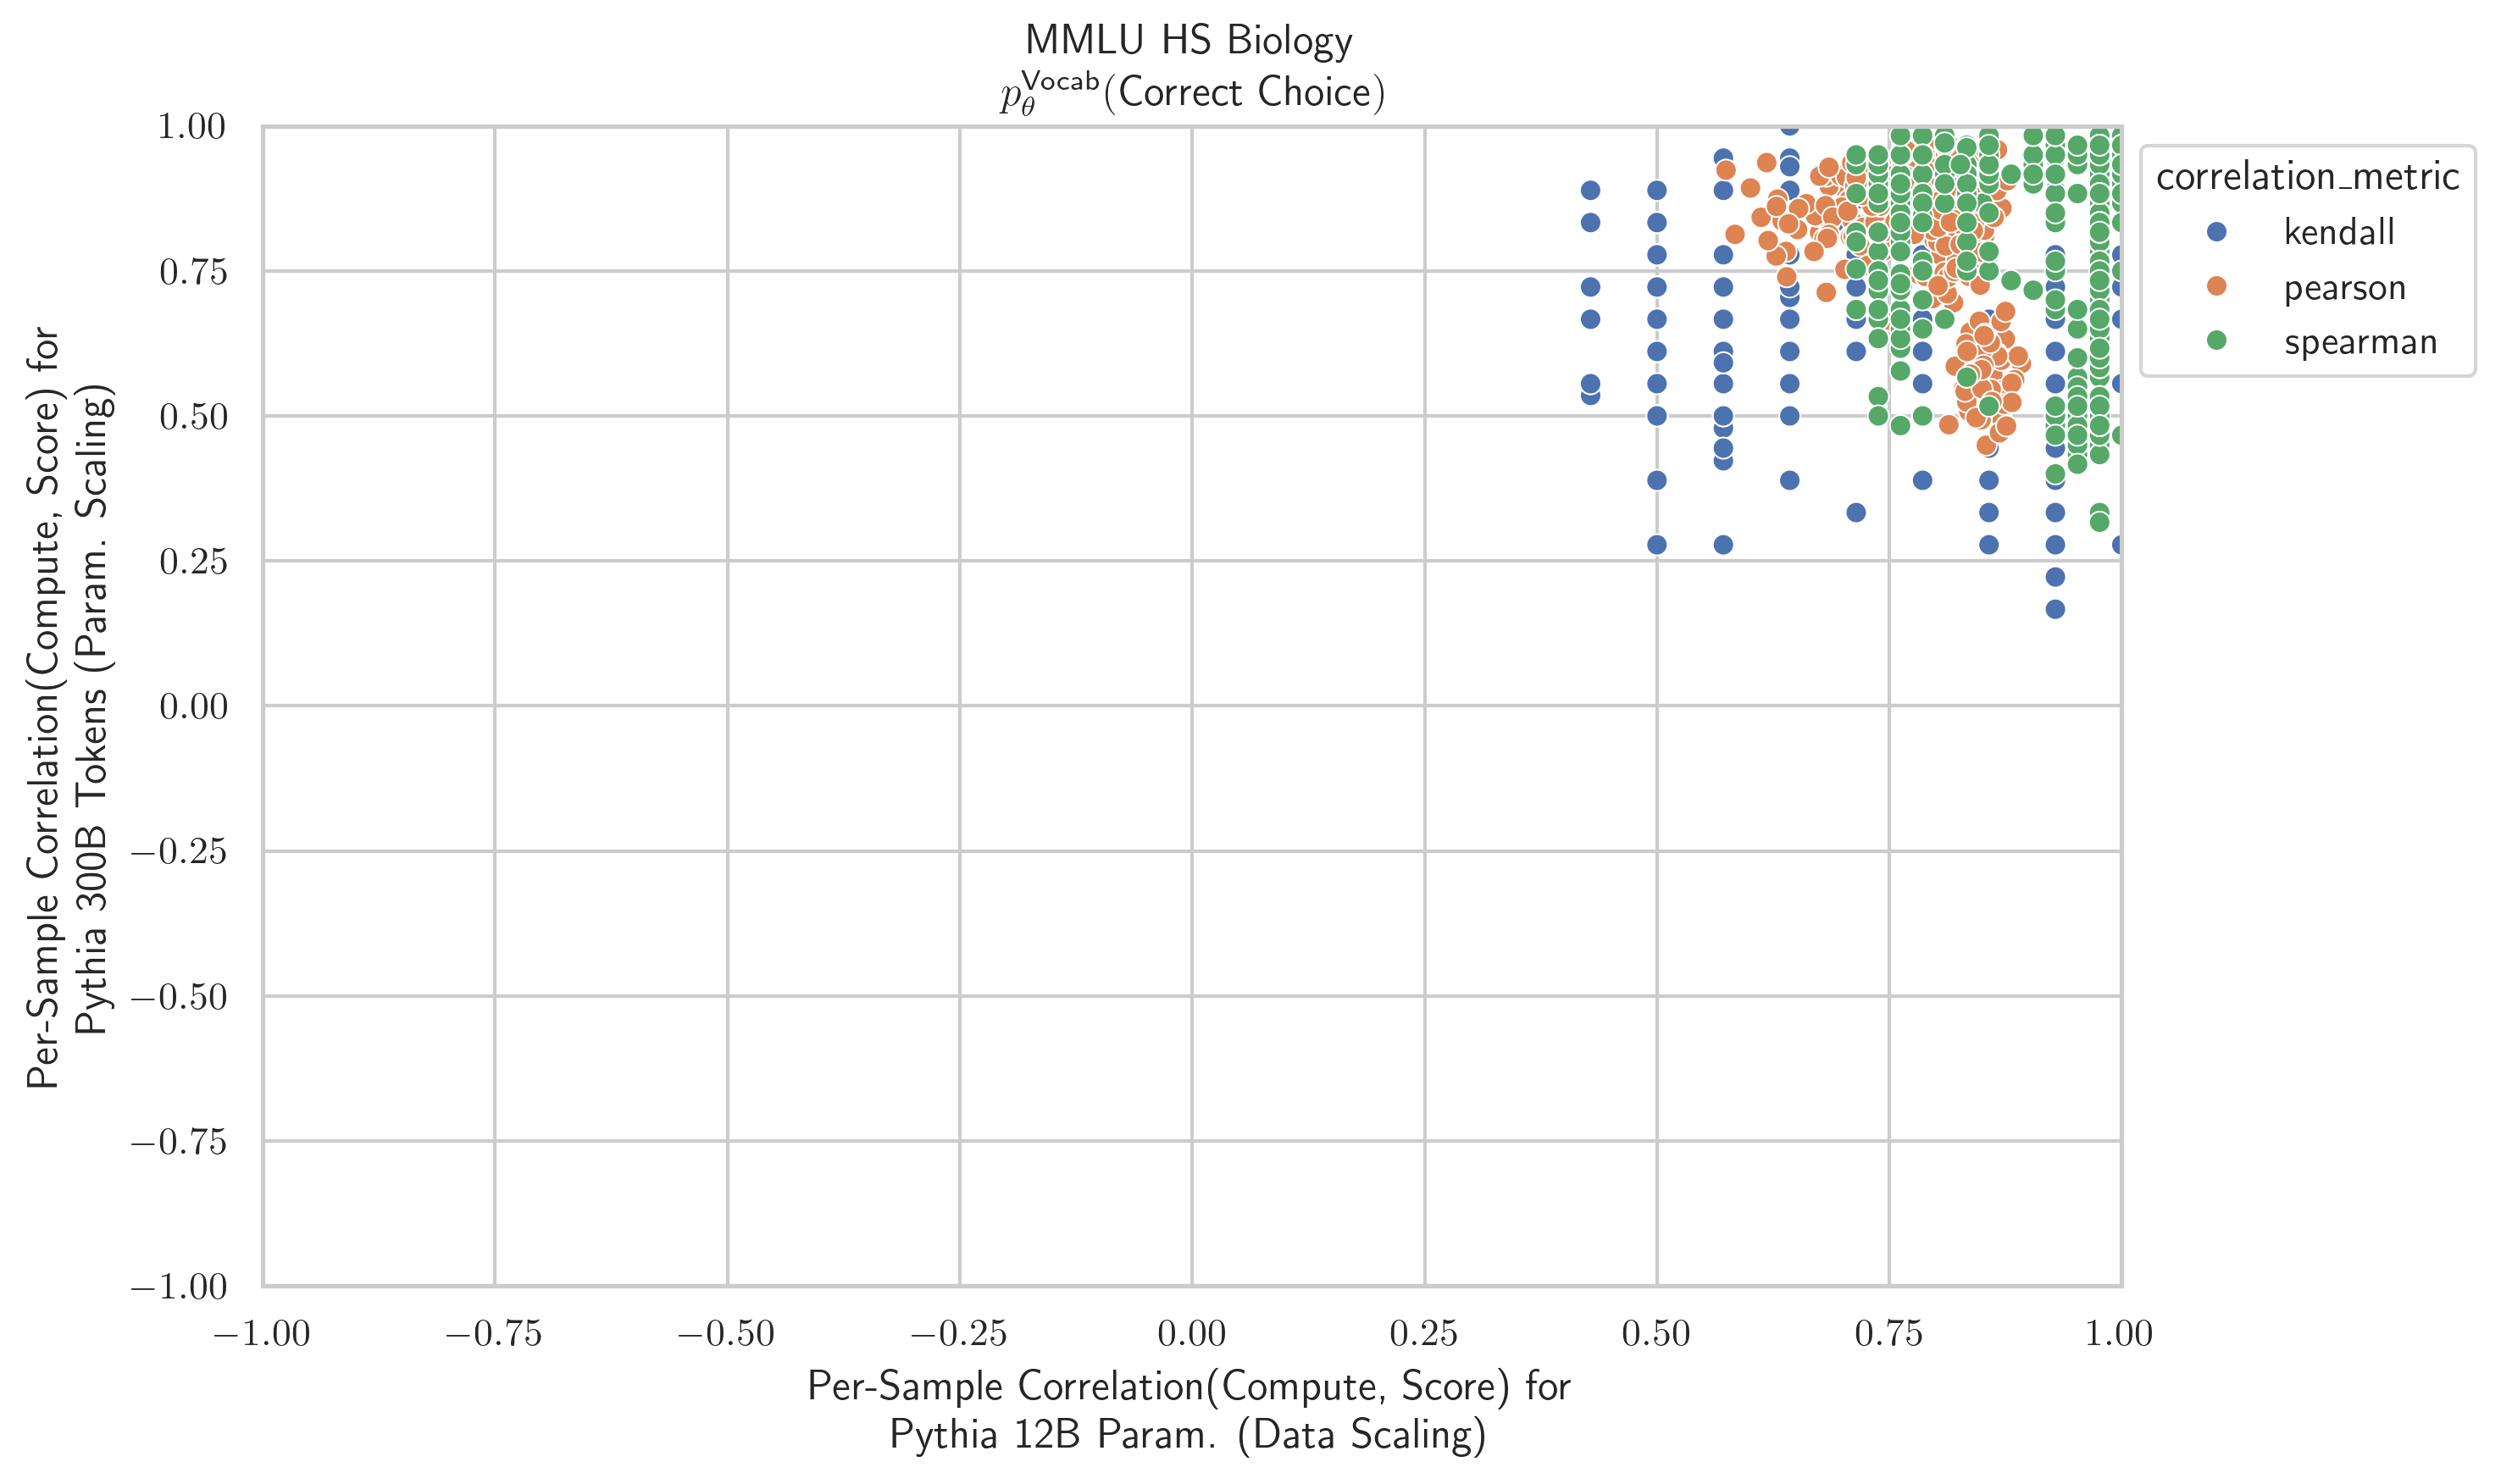 MMLU HS Biology
p_θ^Vocab(Correct Choice)
1.00
0.75
0.50
0.25
0.00
−0.25
−0.50
−0.75
−1.00
Per-Sample Correlation(Compute, Score) for
Pythia 300B Tokens (Param. Scaling)
−1.00 −0.75 −0.50 −0.25 0.00 0.25 0.50 0.75 1.00
Per-Sample Correlation(Compute, Score) for
Pythia 12B Param. (Data Scaling)
correlation_metric
kendall
pearson
spearman